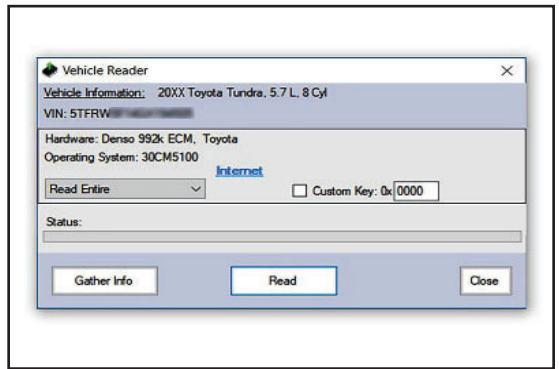 Vehicle Reader
Vehicle Information: 20XX Toyota Tundra, 5.7 L, 8 Cyl
VIN: 5TFRW
Hardware: Denso 992k ECM, Toyota
Operating System: 30CM5100
Internet
Read Entire Custom Key: 0x 0000
Status:
Gather Info Read Close